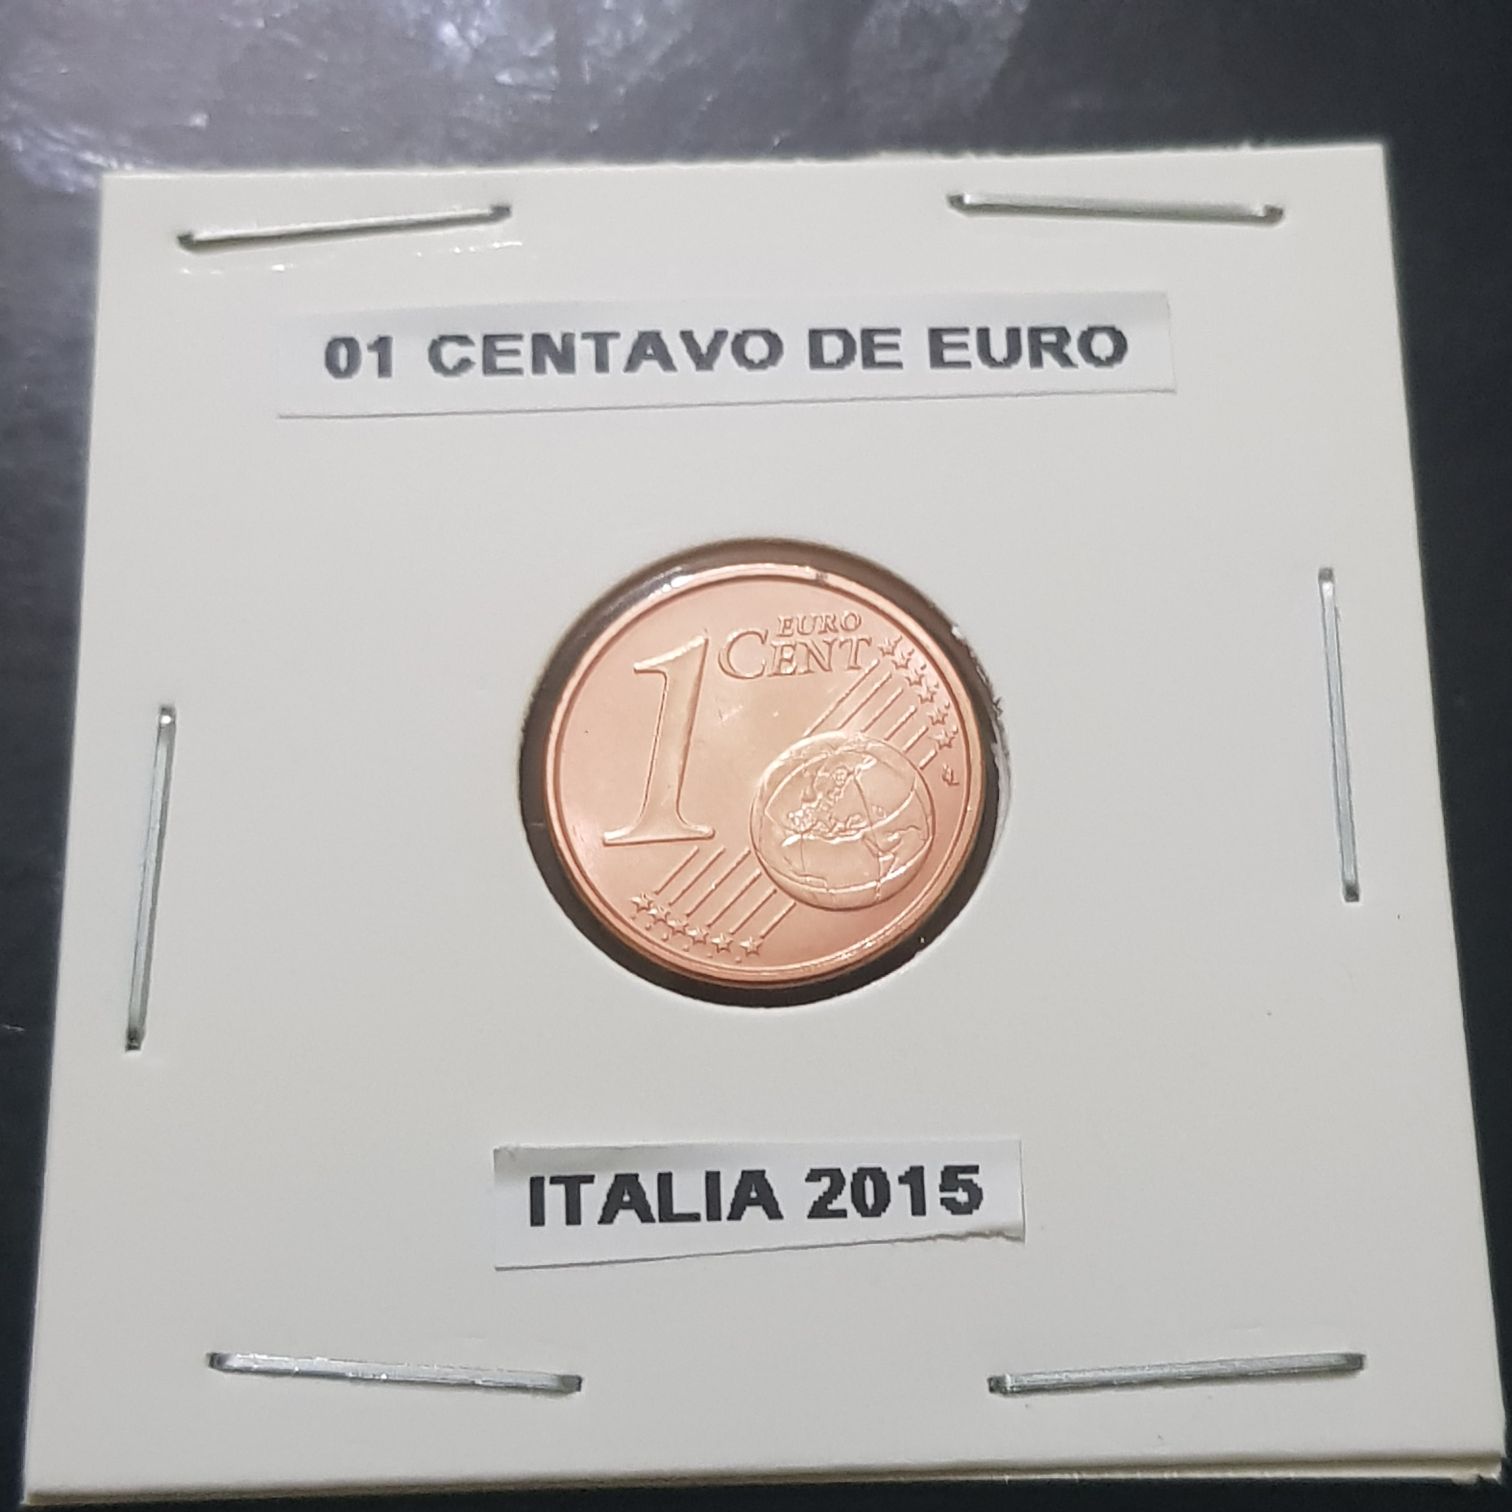 01 CENTAVO DE EURO
1 EURO
CENT
ITALIA 2015